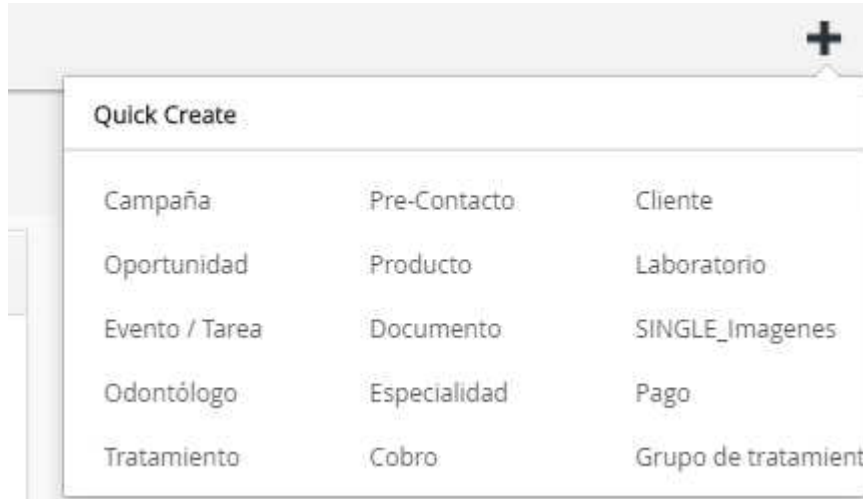 Quick Create
Campaña Pre-Contacto Cliente
Oportunidad Producto Laboratorio
Evento / Tarea Documento SINGLE_Imagenes
Odontólogo Especialidad Pago
Tratamiento Cobro Grupo de tratamient